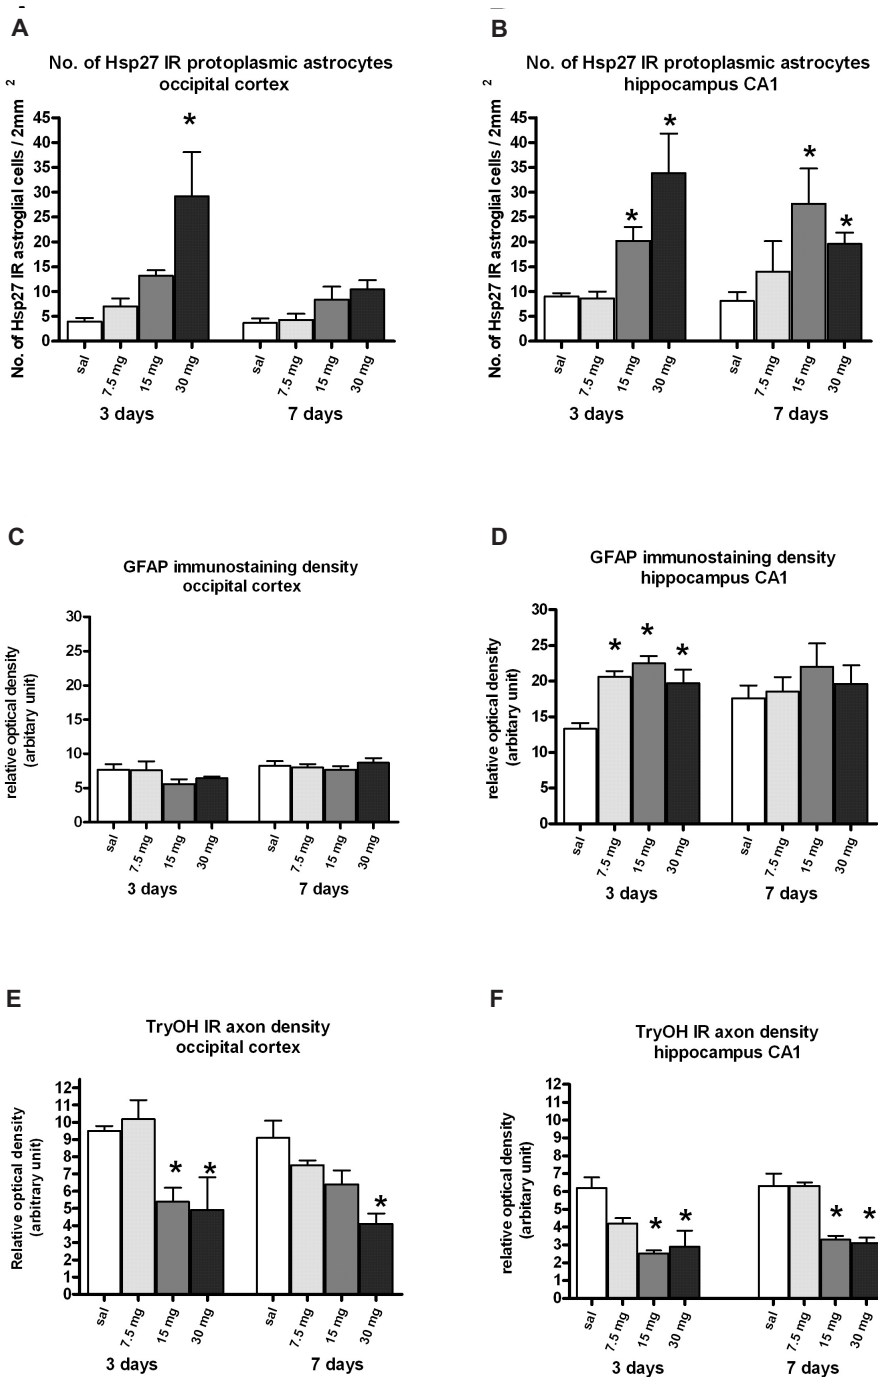 A
No. of Hsp27 IR protoplasmic astrocytes
occipital cortex
No. of Hsp27 IR astroglial cells / 2mm 2
45
40
35
30
25
20
15
10
5
0
*
sal
7.5 mg
15 mg
30 mg
sal
7.5 mg
15 mg
30 mg
3 days
7 days
B
No. of Hsp27 IR protoplasmic astrocytes
hippocampus CA1
No. of Hsp27 IR astroglial cells / 2mm 2
45
40
35
30
25
20
15
10
5
0
*
*
*
*
sal
7.5 mg
15 mg
30 mg
sal
7.5 mg
15 mg
30 mg
3 days
7 days
C
GFAP immunostaining density
occipital cortex
relative optical density
(arbitary unit)
30
25
20
15
10
5
0
sal
7.5 mg
15 mg
30 mg
sal
7.5 mg
15 mg
30 mg
3 days
7 days
D
GFAP immunostaining density
hippocampus CA1
relative optical density
(arbitary unit)
30
25
20
15
10
5
0
*
*
*
sal
7.5 mg
15 mg
30 mg
sal
7.5 mg
15 mg
30 mg
3 days
7 days
E
TryOH IR axon density
occipital cortex
Relative optical density
(arbitrary unit)
12
11
10
9
8
7
6
5
4
3
2
1
0
*
*
*
sal
7.5 mg
15 mg
30 mg
sal
7.5 mg
15 mg
30 mg
3 days
7 days
F
TryOH IR axon density
hippocampus CA1
relative optical density
(arbitary unit)
12
11
10
9
8
7
6
5
4
3
2
1
0
*
*
*
*
sal
7.5 mg
15 mg
30 mg
sal
7.5 mg
15 mg
30 mg
3 days
7 days